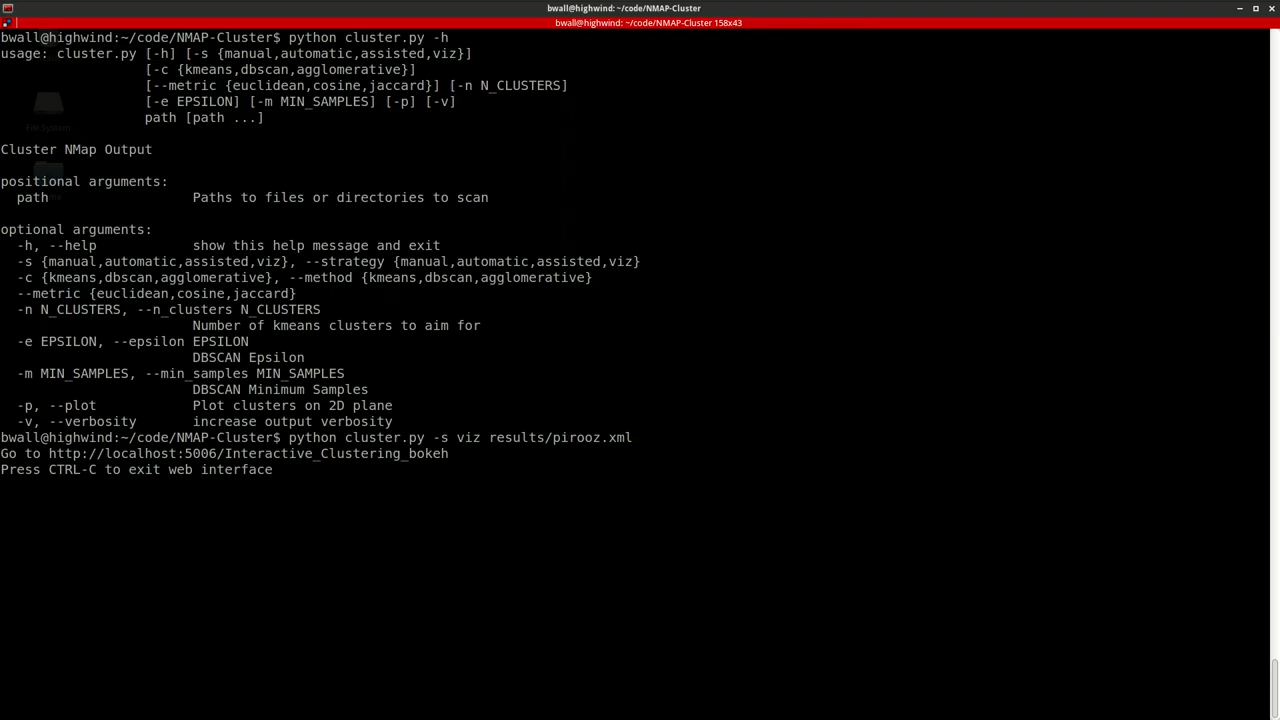 bwall@highwind: ~/code/NMAP-Cluster
bwall@highwind: ~/code/NMAP-Cluster 158x43
bwall@highwind:~/code/NMAP-Cluster$ python cluster.py -h
usage: cluster.py [-h] [-s {manual,automatic,assisted,viz}]
[-c {kmeans,dbscan,agglomerative}]
[--metric {euclidean,cosine,jaccard}] [-n N_CLUSTERS]
[-e EPSILON] [-m MIN_SAMPLES] [-p] [-v]
path [path ...]
File System
Cluster NMap Output
positional arguments:
path Paths to files or directories to scan
optional arguments:
-h, --help show this help message and exit
-s {manual,automatic,assisted,viz}, --strategy {manual,automatic,assisted,viz}
-c {kmeans,dbscan,agglomerative}, --method {kmeans,dbscan,agglomerative}
--metric {euclidean,cosine,jaccard}
-n N_CLUSTERS, --n_clusters N_CLUSTERS
Number of kmeans clusters to aim for
-e EPSILON, --epsilon EPSILON
DBSCAN Epsilon
-m MIN_SAMPLES, --min_samples MIN_SAMPLES
DBSCAN Minimum Samples
-p, --plot Plot clusters on 2D plane
-v, --verbosity increase output verbosity
bwall@highwind:~/code/NMAP-Cluster$ python cluster.py -s viz results/pirooz.xml
Go to http://localhost:5006/Interactive_Clustering_bokeh
Press CTRL-C to exit web interface